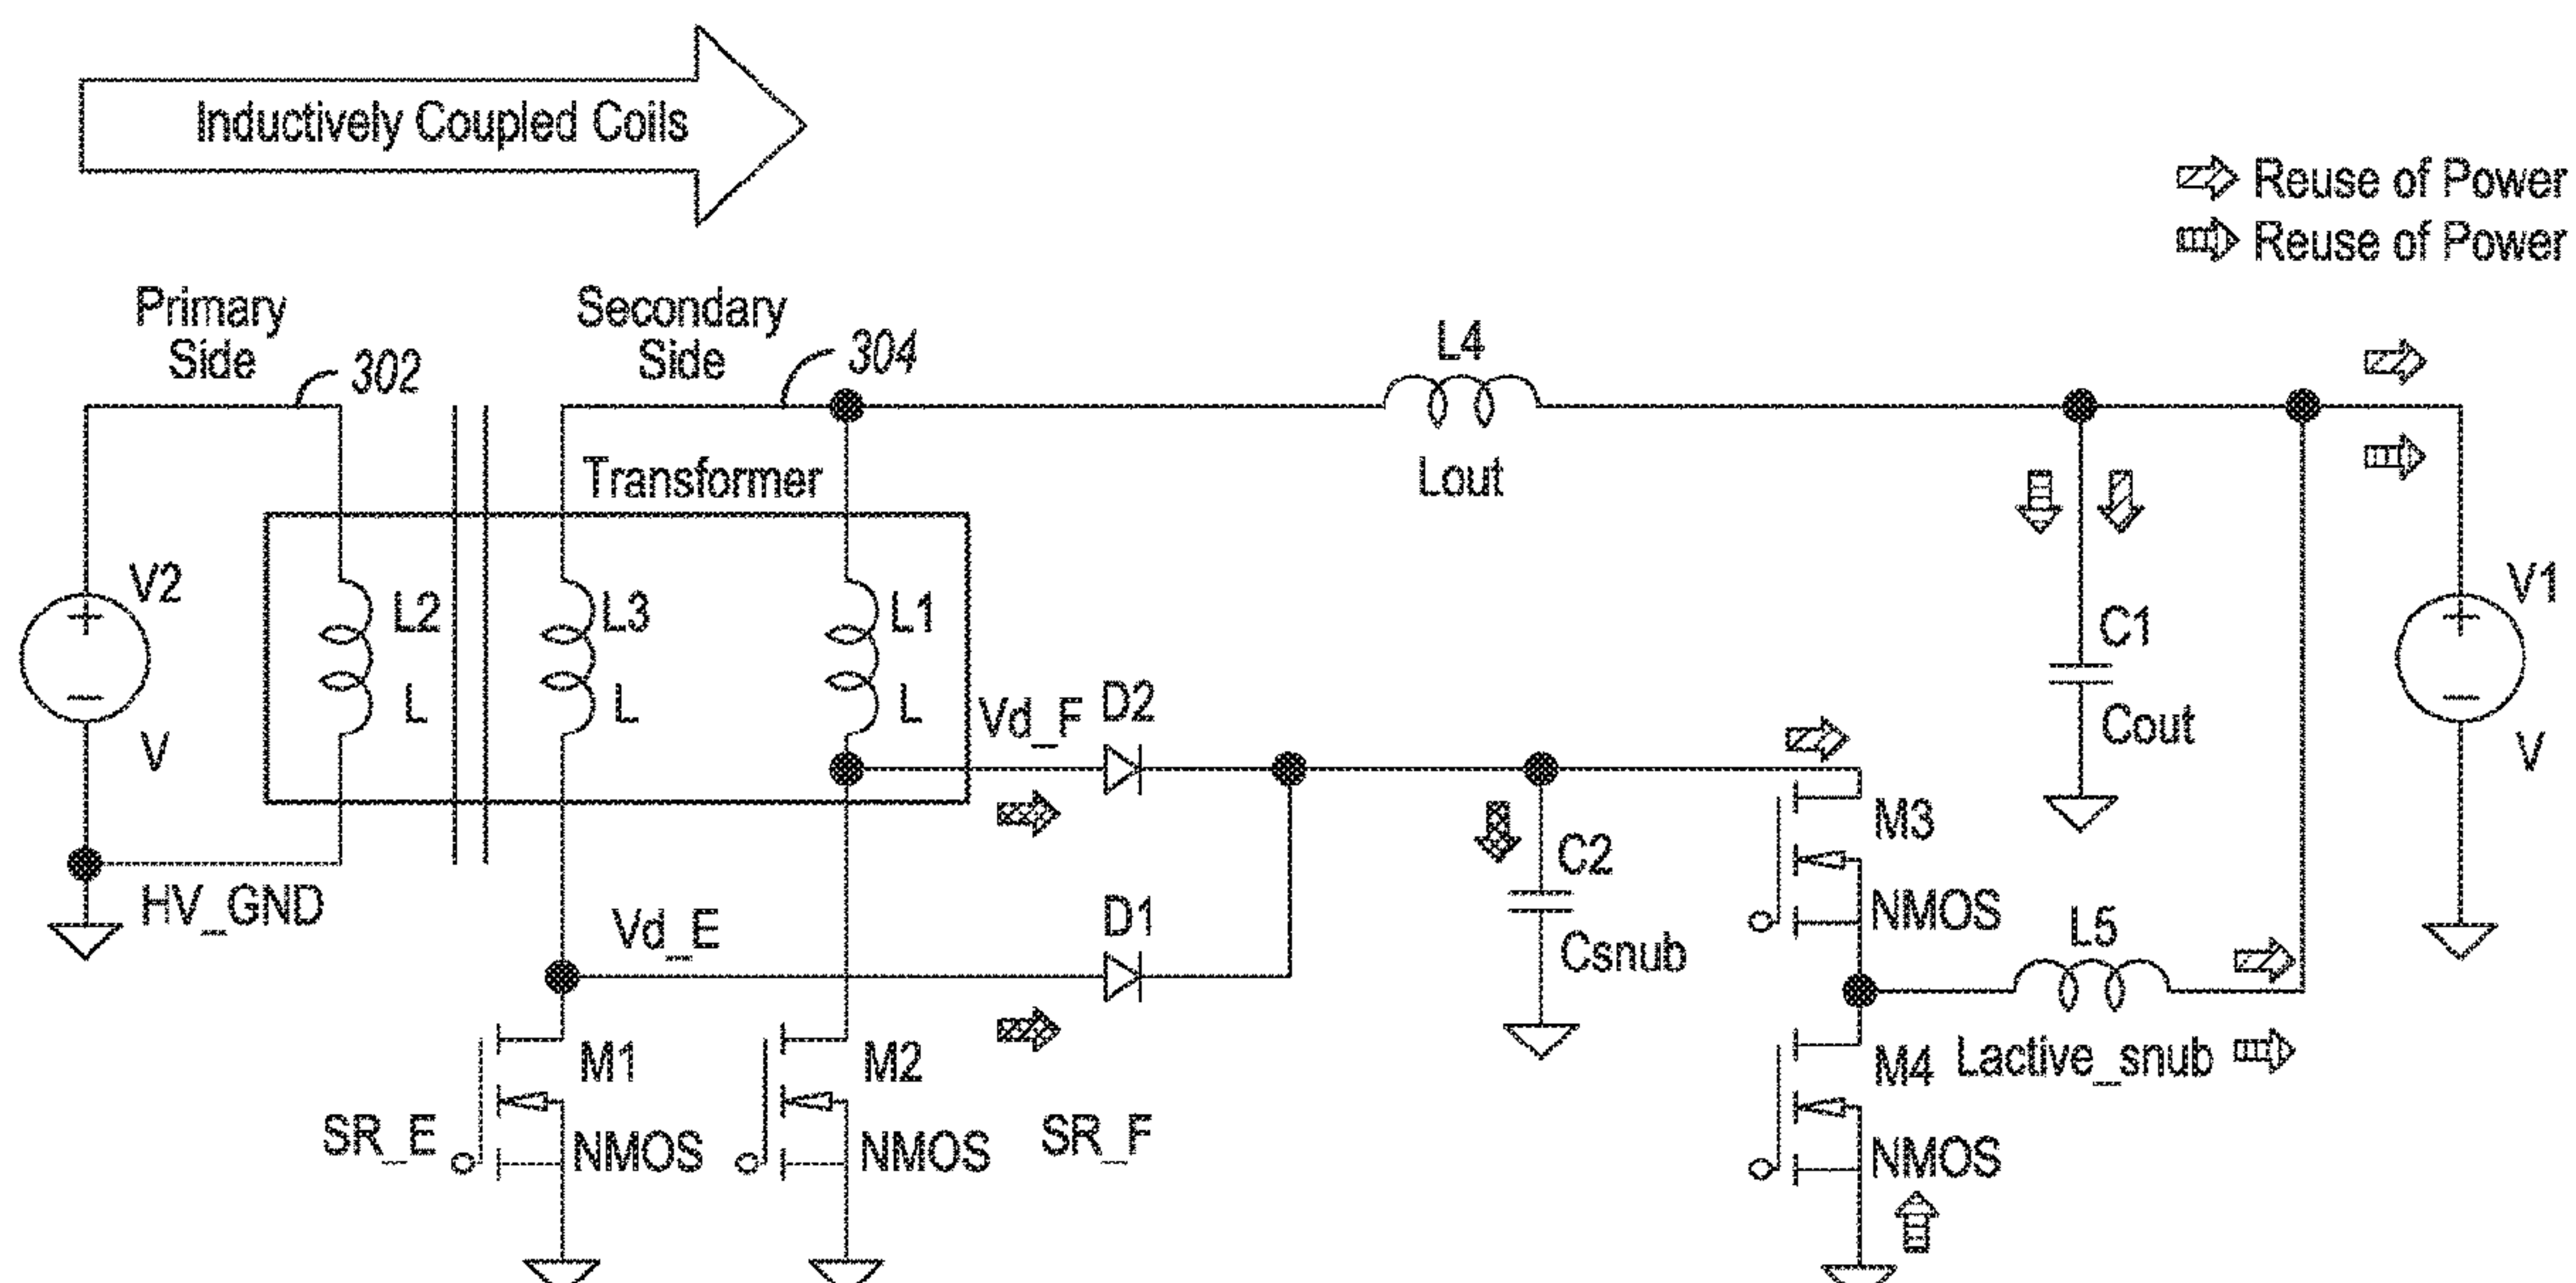 Inductively Coupled Coils
Reuse of Power
Reuse of Power
Primary
Side
302
Secondary
Side
304
L4
Lout
Transformer
V2
V
L2
L
L3
L
L1
L
Vd_F
D2
C1
Cout
V1
V
HV_GND
Vd_E
D1
C2
Csnub
M3
NMOS
L5
Lactive_snub
M1
NMOS
SR_E
M2
NMOS
SR_F
M4
NMOS